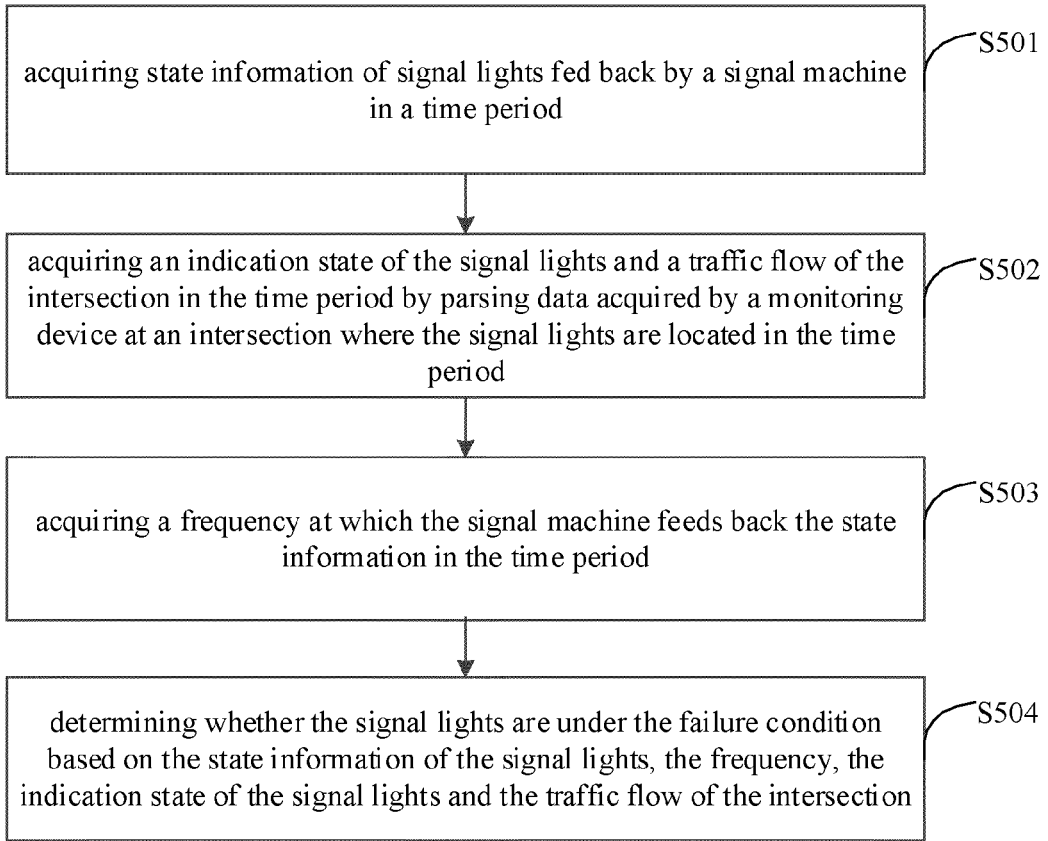 acquiring state information of signal lights fed back by a signal machine
in a time period
S501
acquiring an indication state of the signal lights and a traffic flow of the
intersection in the time period by parsing data acquired by a monitoring
device at an intersection where the signal lights are located in the time
period
S502
acquiring a frequency at which the signal machine feeds back the state
information in the time period
S503
determining whether the signal lights are under the failure condition
based on the state information of the signal lights, the frequency, the
indication state of the signal lights and the traffic flow of the intersection
S504